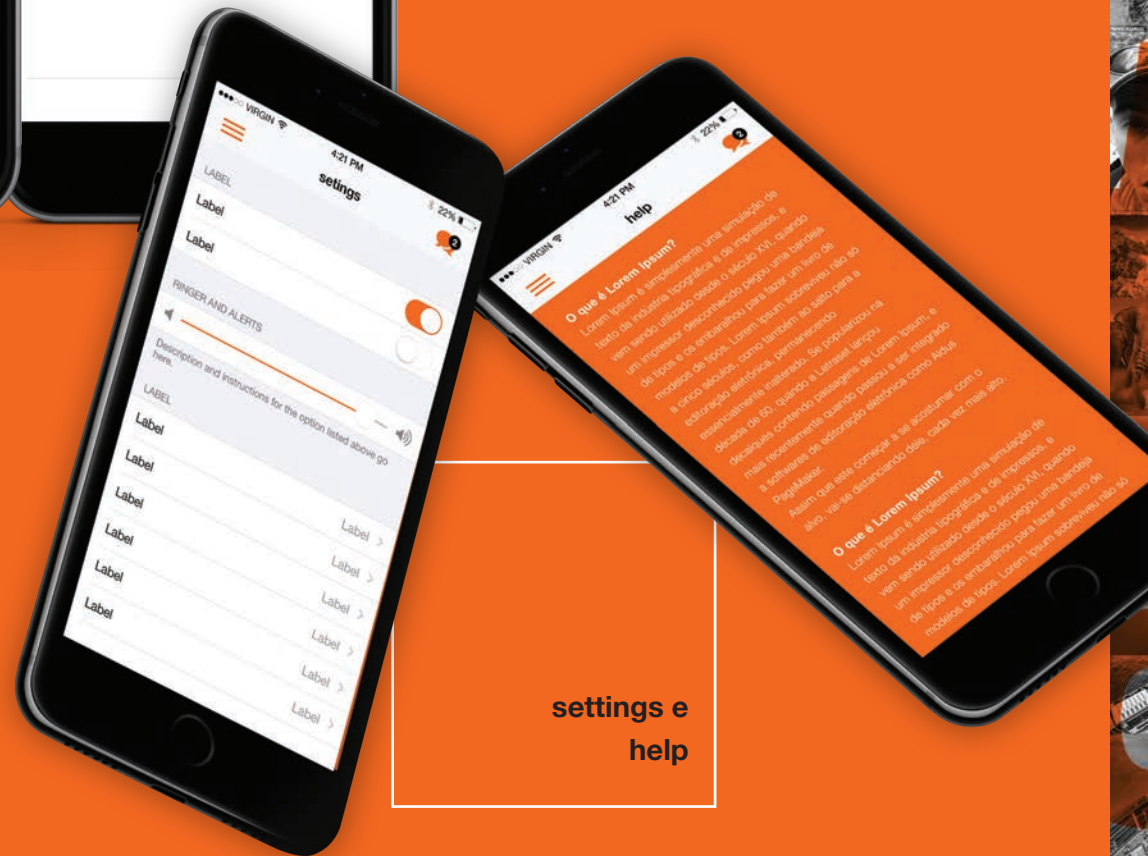 VIRGIN
4:21 PM
22%
setings
2
LABEL
Label
Label
RINGER AND ALERTS
Description and instructions for the option listed above go
here.
LABEL
Label Label
Label Label
Label Label
Label Label
Label Label
Label Label
VIRGIN
4:21 PM
22%
help
2
O que é Lorem Ipsum?
Lorem Ipsum é simplesmente uma simulação de
texto da indústria tipográfica e de impressos, e
vem sendo utilizado desde o século XVI, quando
um impressor desconhecido pegou uma bandeja
de tipos e os embaralhou para fazer um livro de
modelos de tipos. Lorem Ipsum sobreviveu não só
a cinco séculos, como também ao salto para a
editoração eletrônica, permanecendo
essencialmente inalterado. Se popularizou na
década de 60, quando a Letraset lançou
decalques contendo passagens de Lorem Ipsum, e
mais recentemente quando passou a ser integrado
a softwares de editoração eletrônica como Aldus
PageMaker.
Assim que este começar a se acostumar com o
alvo, vai-se distanciando dele, cada vez mais alto.
O que é Lorem Ipsum?
Lorem Ipsum é simplesmente uma simulação de
texto da indústria tipográfica e de impressos, e
vem sendo utilizado desde o século XVI, quando
um impressor desconhecido pegou uma bandeja
de tipos e os embaralhou para fazer um livro de
modelos de tipos. Lorem Ipsum sobreviveu não só
settings e
help